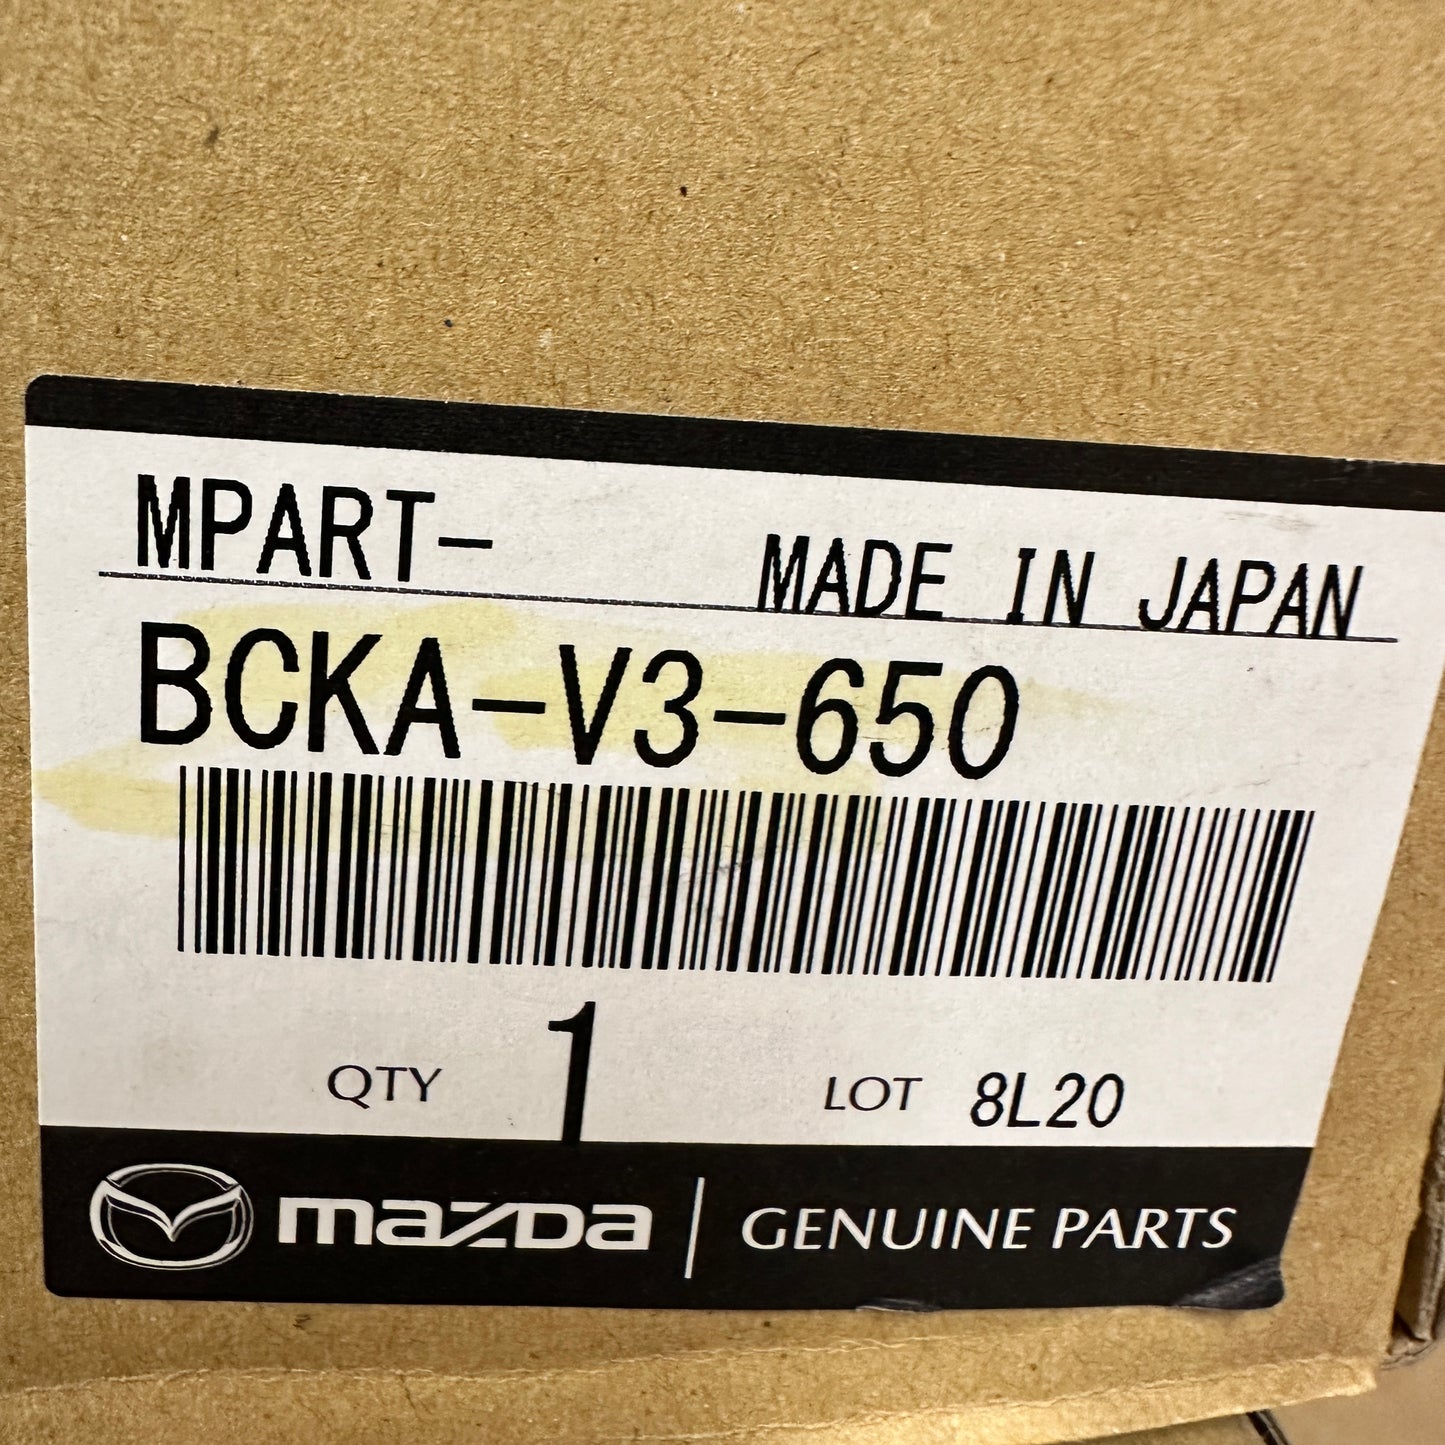 MPART-
MADE IN JAPAN
BCKA-V3-650
QTY 1 LOT 8L20
mazda GENUINE PARTS